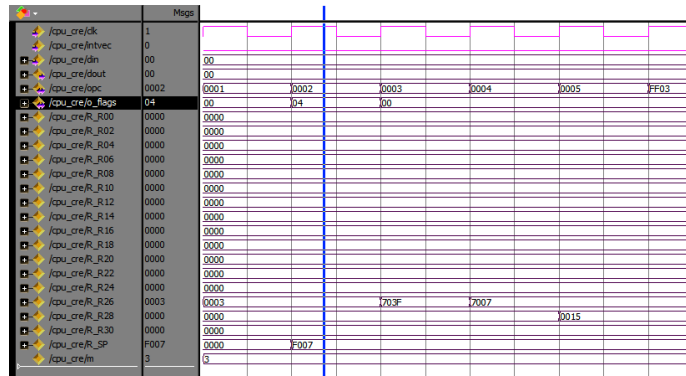 Msgs
/cpu_cre/clk 1
/cpu_cre/intvec 0
/cpu_cre/din 00 00
/cpu_cre/dout 00 00
/cpu_cre/opc 0002 0001 0002 0003 0004 0005 FF03
/cpu_cre/o_flags 04 00 04 00
/cpu_cre/R_R00 0000 0000
/cpu_cre/R_R02 0000 0000
/cpu_cre/R_R04 0000 0000
/cpu_cre/R_R06 0000 0000
/cpu_cre/R_R08 0000 0000
/cpu_cre/R_R10 0000 0000
/cpu_cre/R_R12 0000 0000
/cpu_cre/R_R14 0000 0000
/cpu_cre/R_R16 0000 0000
/cpu_cre/R_R18 0000 0000
/cpu_cre/R_R20 0000 0000
/cpu_cre/R_R22 0000 0000
/cpu_cre/R_R24 0000 0000
/cpu_cre/R_R26 0003 0003 703F 7007
/cpu_cre/R_R28 0000 0000 0015
/cpu_cre/R_R30 0000 0000
/cpu_cre/R_SP F007 0000 F007
/cpu_cre/m 3 3